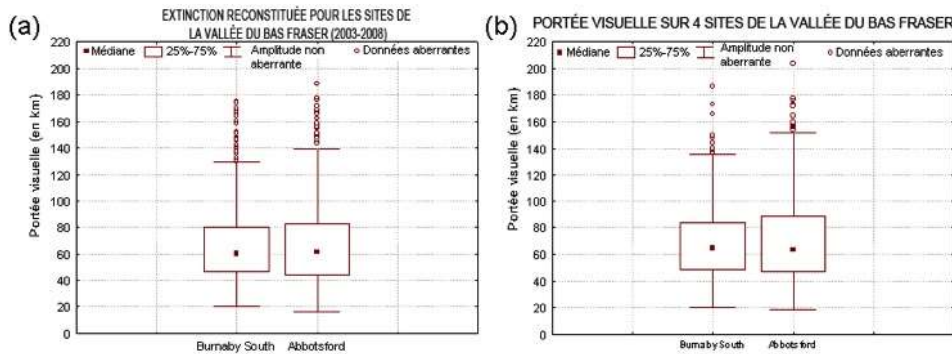 (a)
EXTINCTION RECONSTITUÉE POUR LES SITES DE
LA VALLÉE DU BAS FRASER (2003-2008)
Médiane
25%-75%
Amplitude non
aberrante
Données aberrantes
Portée visuelle (en km)
220
200
180
160
140
120
100
80
60
40
20
0
Burnaby South
Abbotsford
(b)
PORTÉE VISUELLE SUR 4 SITES DE LA VALLÉE DU BAS FRASER
Médiane
25%-75%
Amplitude non
aberrante
Données aberrantes
Portée visuelle (en km)
220
200
180
160
140
120
100
80
60
40
20
0
Burnaby South
Abbotsford